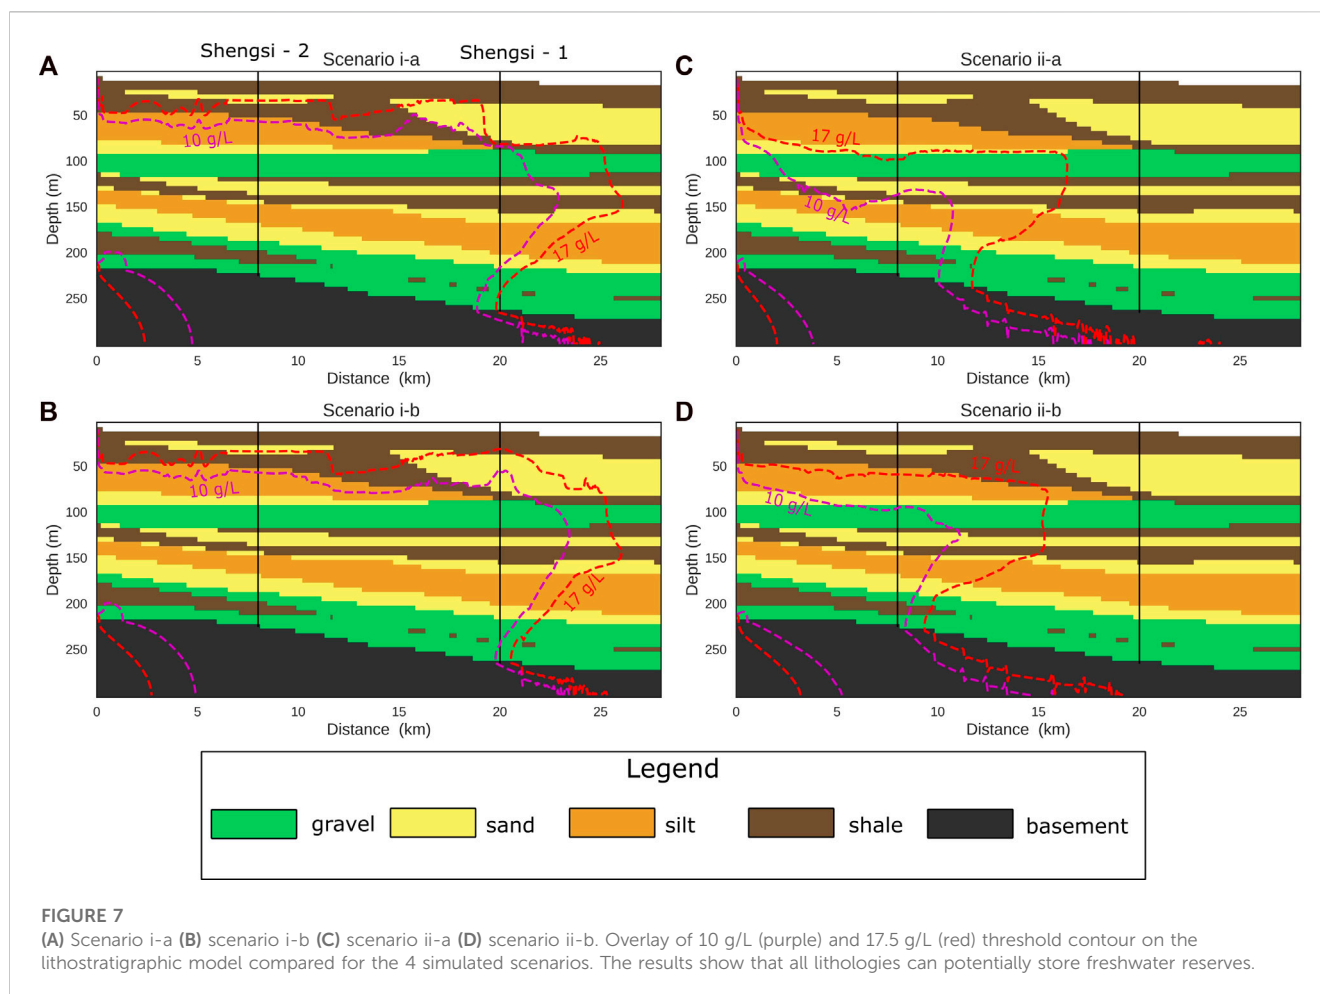 Shengsi - 2
Shengsi - 1
A
Scenario i-a
50
100
150
200
250
Depth (m)
10 g/L
17 g/L
0 5 10 15 20 25
Distance (km)
C
Scenario ii-a
50
100
150
200
250
Depth (m)
17 g/L
10 g/L
0 5 10 15 20 25
Distance (km)
B
Scenario i-b
50
100
150
200
250
Depth (m)
10 g/L
17 g/L
0 5 10 15 20 25
Distance (km)
D
Scenario ii-b
50
100
150
200
250
Depth (m)
17 g/L
10 g/L
0 5 10 15 20 25
Distance (km)
Legend
gravel sand silt shale basement
FIGURE 7
(A) Scenario i-a (B) scenario i-b (C) scenario ii-a (D) scenario ii-b. Overlay of 10 g/L (purple) and 17.5 g/L (red) threshold contour on the
lithostratigraphic model compared for the 4 simulated scenarios. The results show that all lithologies can potentially store freshwater reserves.